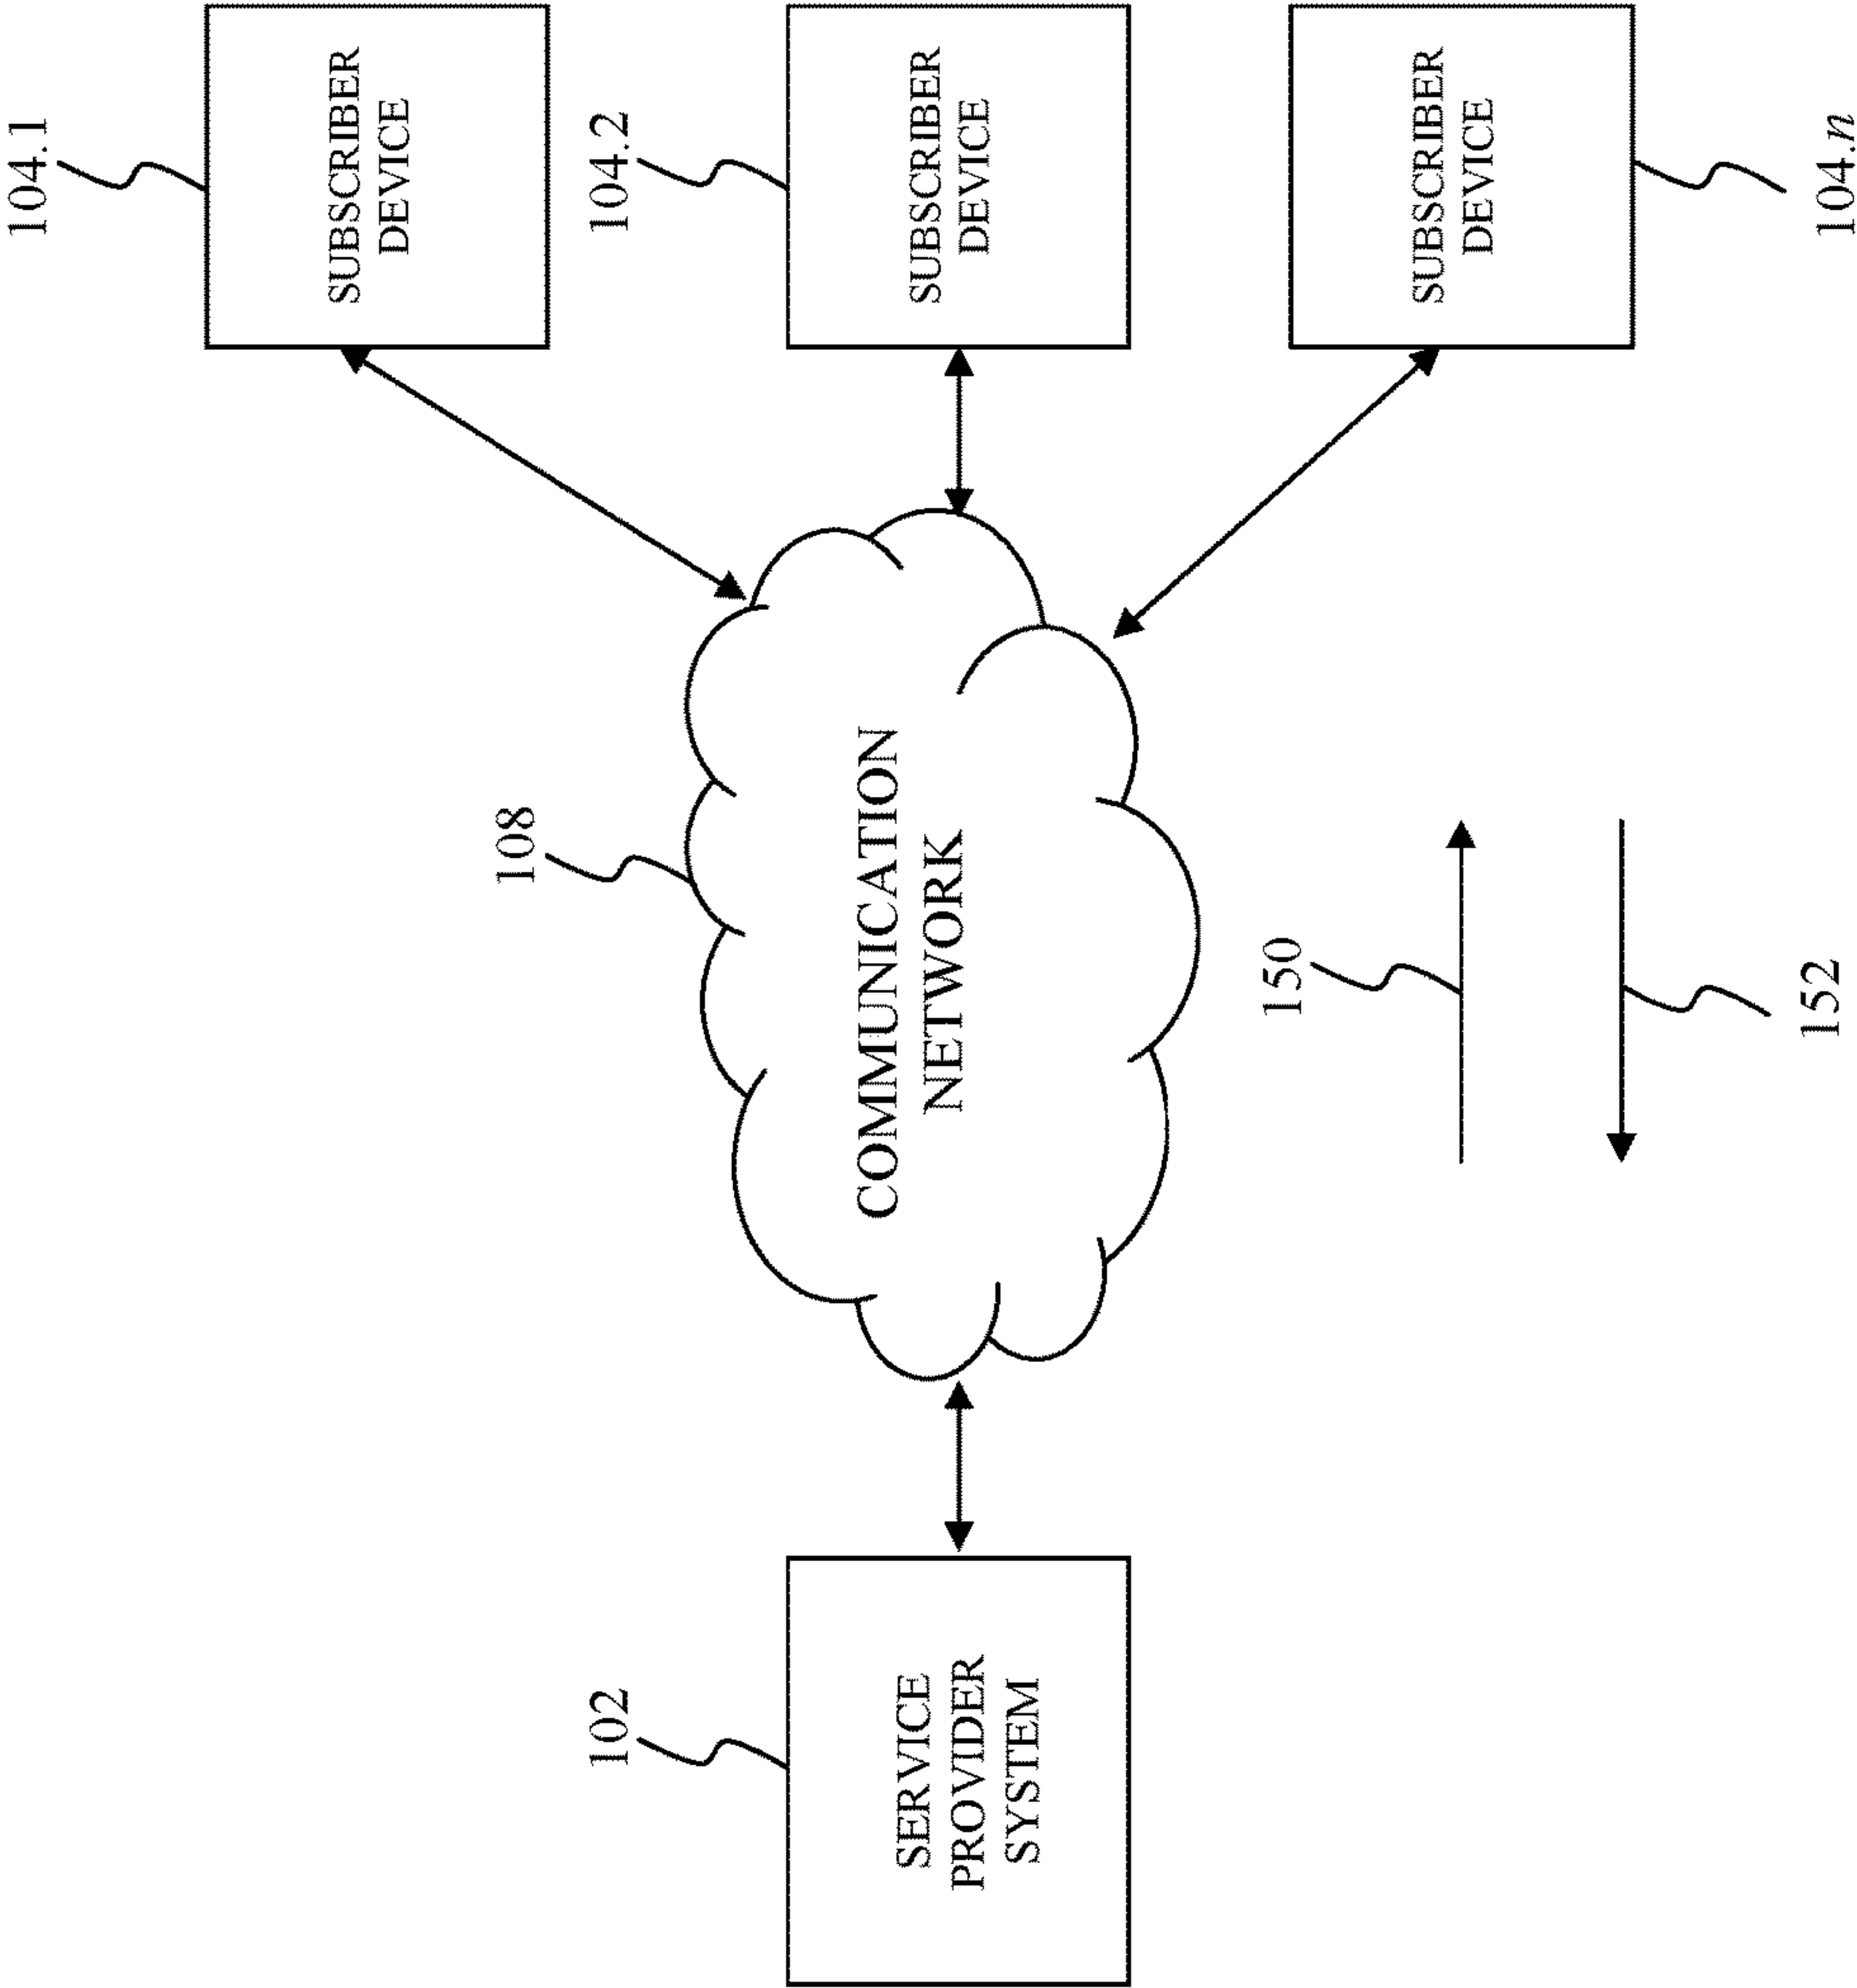 104.1
SUBSCRIBER
DEVICE
104.2
SUBSCRIBER
DEVICE
SUBSCRIBER
DEVICE
104.n
108
COMMUNICATION
NETWORK
150
152
102
SERVICE
PROVIDER
SYSTEM